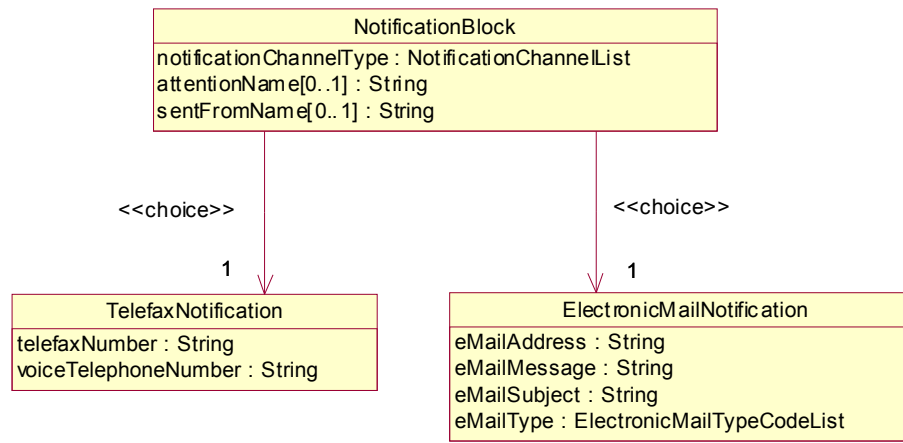 NotificationBlock
notificationChannelType : NotificationChannelList
attentionName[0..1] : String
sentFromName[0..1] : String
<<choice>>
<<choice>>
1
1
TelefaxNotification
telefaxNumber : String
voiceTelephoneNumber : String
ElectronicMailNotification
eMailAddress : String
eMailMessage : String
eMailSubject : String
eMailType : ElectronicMailTypeCodeList